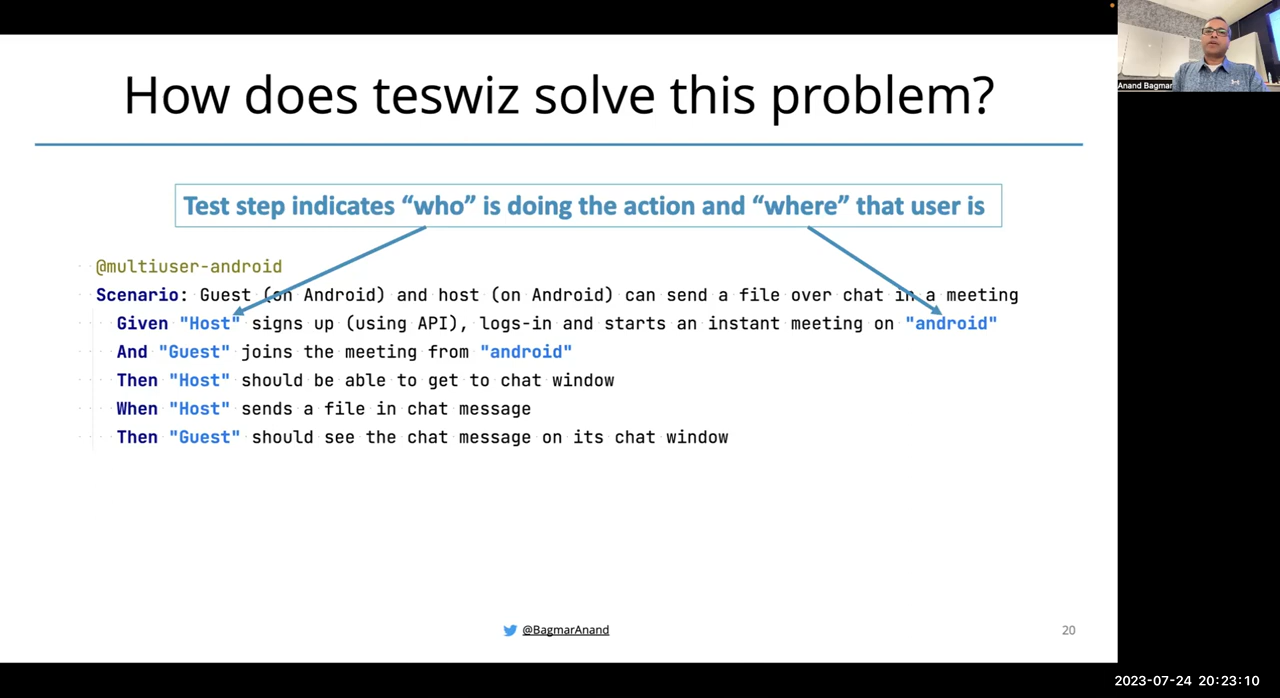 How does teswiz solve this problem?
Test step indicates “who” is doing the action and “where” that user is
@multiuser-android
Scenario: Guest (on Android) and host (on Android) can send a file over chat in a meeting
Given "Host" signs up (using API), logs-in and starts an instant meeting on "android"
And "Guest" joins the meeting from "android"
Then "Host" should be able to get to chat window
When "Host" sends a file in chat message
Then "Guest" should see the chat message on its chat window
@BagmarAnand
20
Anand Bagmar
2023-07-24 20:23:10